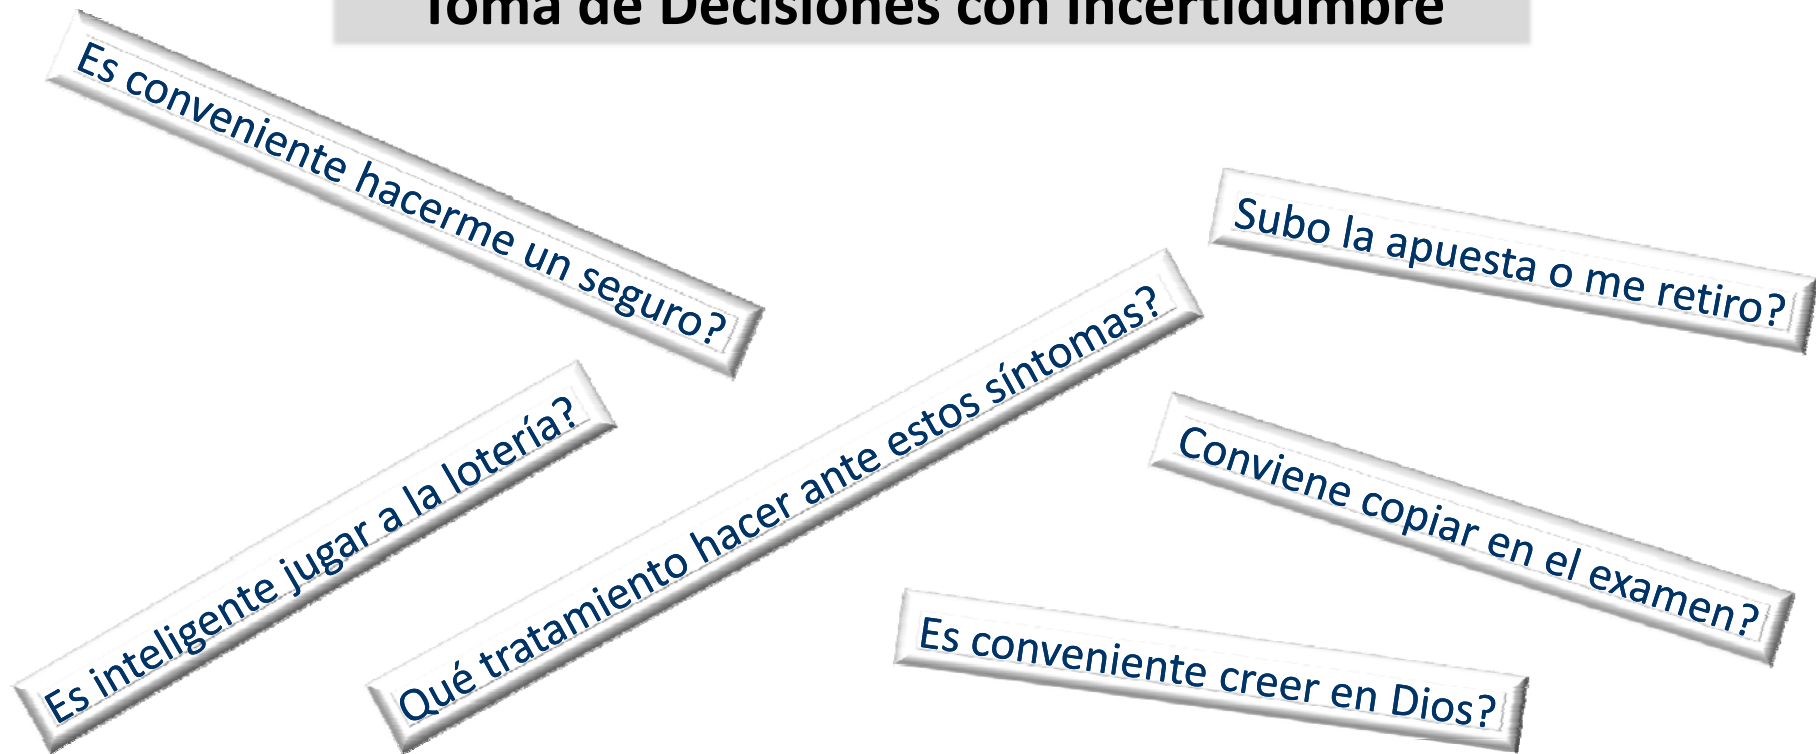 Toma de Decisiones con Incertidumbre
Es conveniente hacerme un seguro?
Subo la apuesta o me retiro?
Es inteligente jugar a la lotería?
Qué tratamiento hacer ante estos síntomas?
Conviene copiar en el examen?
Es conveniente creer en Dios?